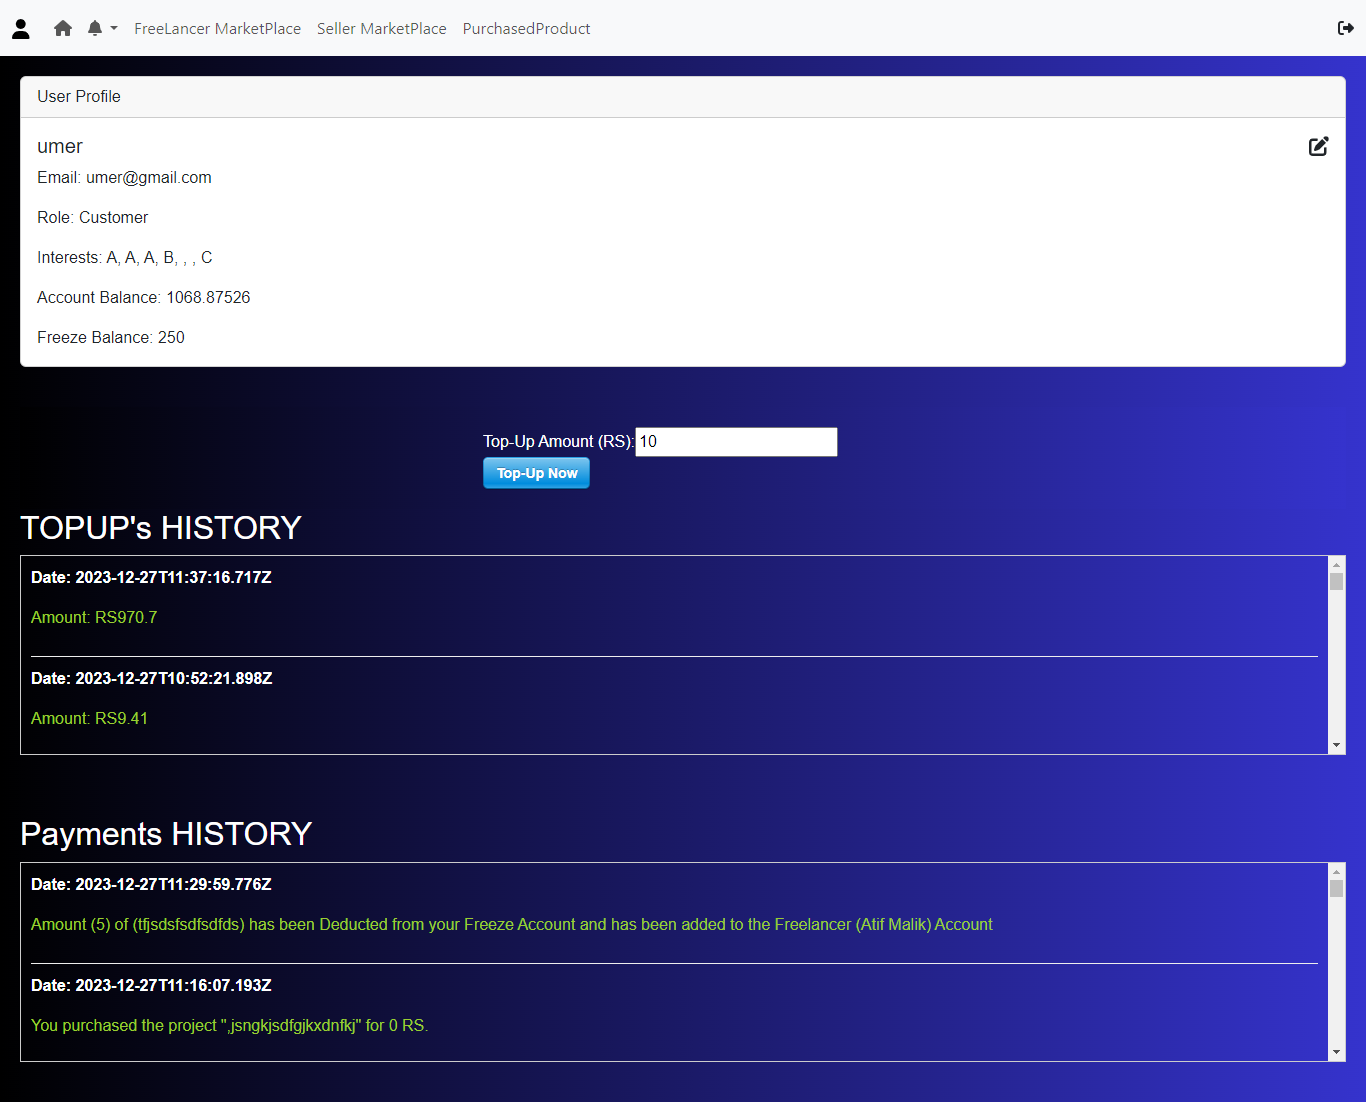 FreeLancer MarketPlace Seller MarketPlace PurchasedProduct
User Profile
umer
Email: umer@gmail.com
Role: Customer
Interests: A, A, A, B, , , C
Account Balance: 1068.87526
Freeze Balance: 250
Top-Up Amount (RS): 10
Top-Up Now
TOPUP's HISTORY
Date: 2023-12-27T11:37:16.717Z
Amount: RS970.7
Date: 2023-12-27T10:52:21.898Z
Amount: RS9.41
Payments HISTORY
Date: 2023-12-27T11:29:59.776Z
Amount (5) of (tfjsdsfsdfsdfds) has been Deducted from your Freeze Account and has been added to the Freelancer (Atif Malik) Account
Date: 2023-12-27T11:16:07.193Z
You purchased the project ",jsngkjsdfgjkxdnfkj" for 0 RS.